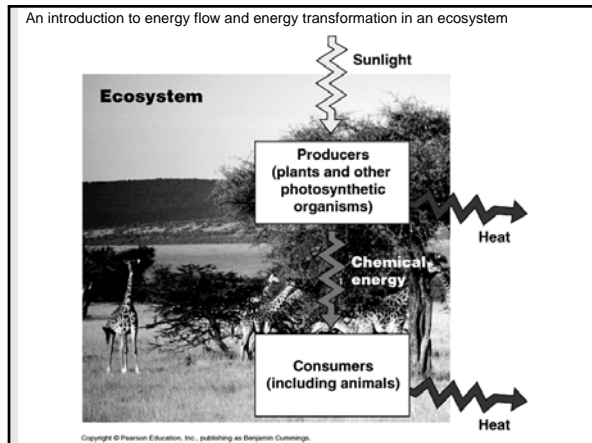 An introduction to energy flow and energy transformation in an ecosystem
Sunlight
Ecosystem
Producers
(plants and other
photosynthetic
organisms)
Heat
Chemical
energy
Consumers
(including animals)
Heat
Copyright © Pearson Education, Inc., publishing as Benjamin Cummings.